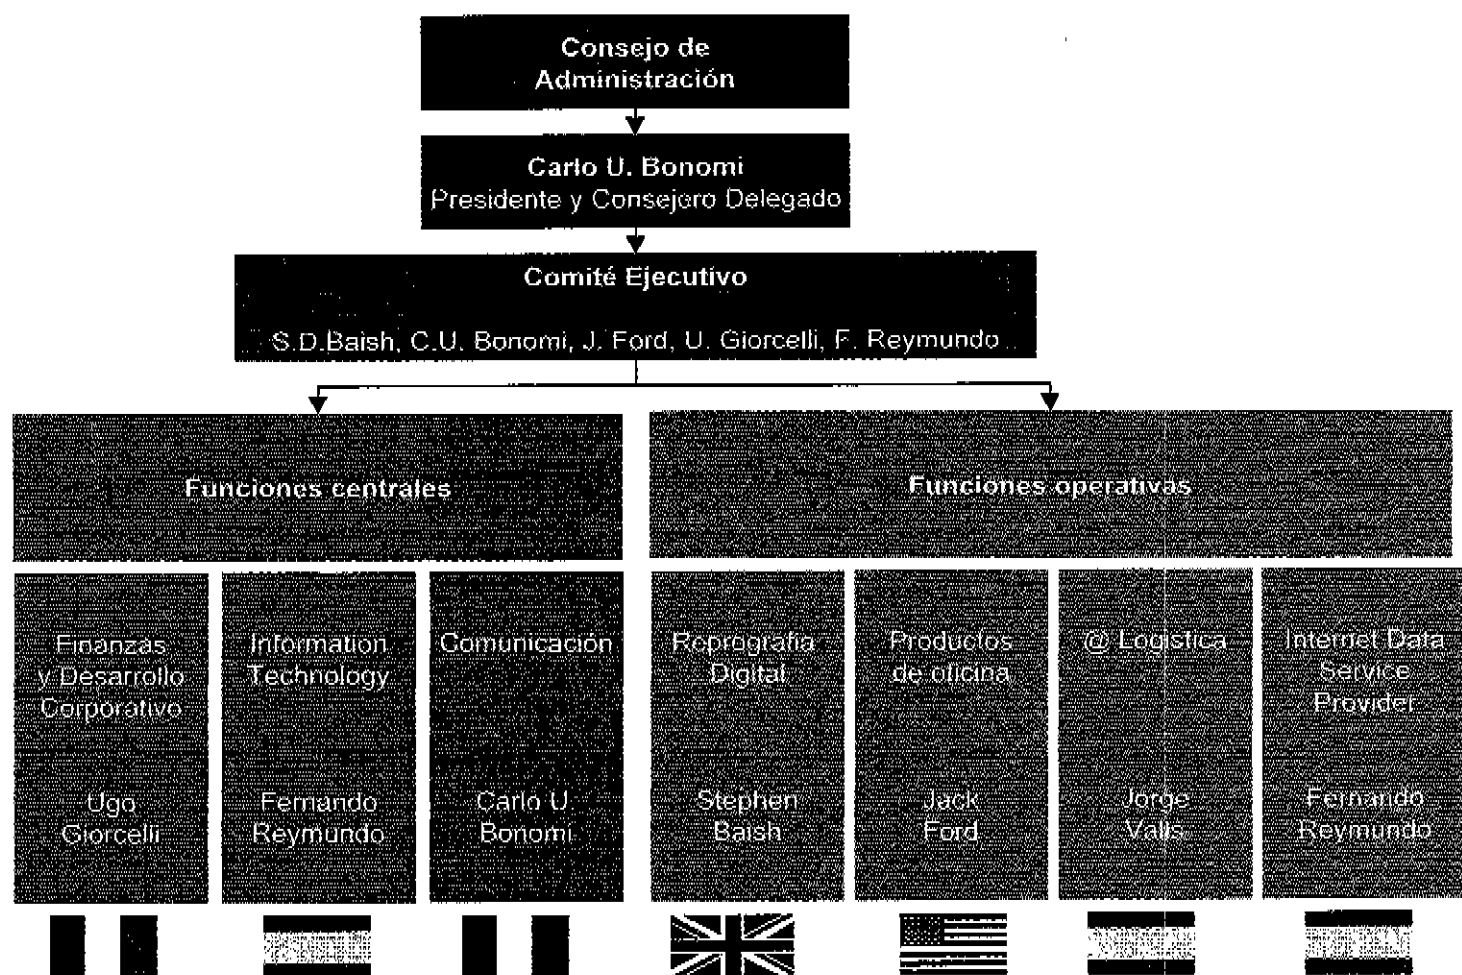 Consejo de
Administración
Carlo U. Bonomi
Presidente y Consejero Delegado
Comité Ejecutivo
S.D.Baish, C.U. Bonomi, J. Ford, U. Giorcelli, F. Reymundo
Funciones centrales
Funciones operativas
Finanzas
y Desarrollo
Corporativo
Ugo
Giorcelli
Information
Technology
Fernando
Reymundo
Comunicación
Carlo U.
Bonomi
Reprografia
Digital
Stephen
Baish
Productos
de oficina
Jack
Ford
@ Logistica
Jorge
Valls
Internet Data
Service
Provider
Fernando
Reymundo